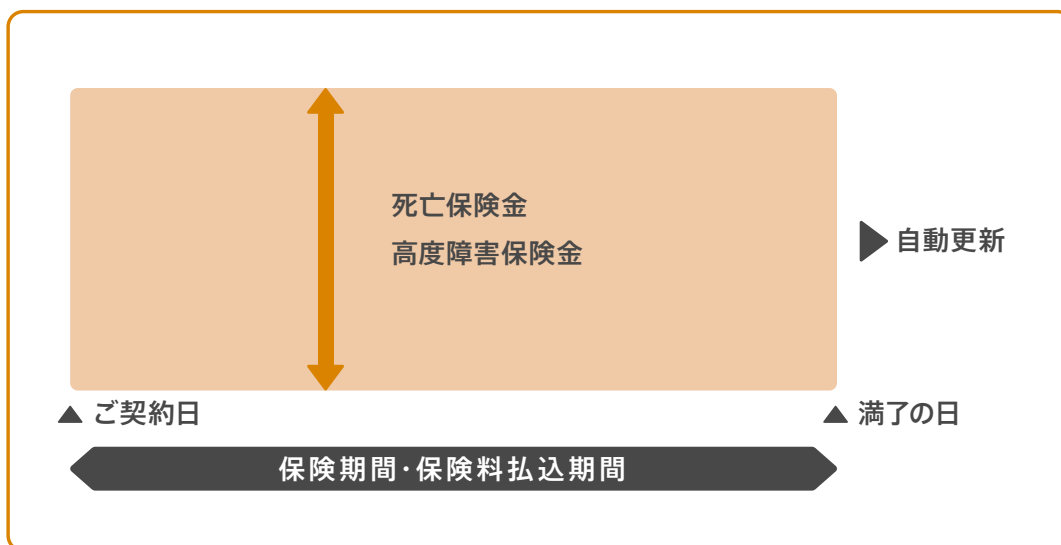 死亡保険金
高度障害保険金
自動更新
ご契約日
満了の日
保険期間・保険料払込期間